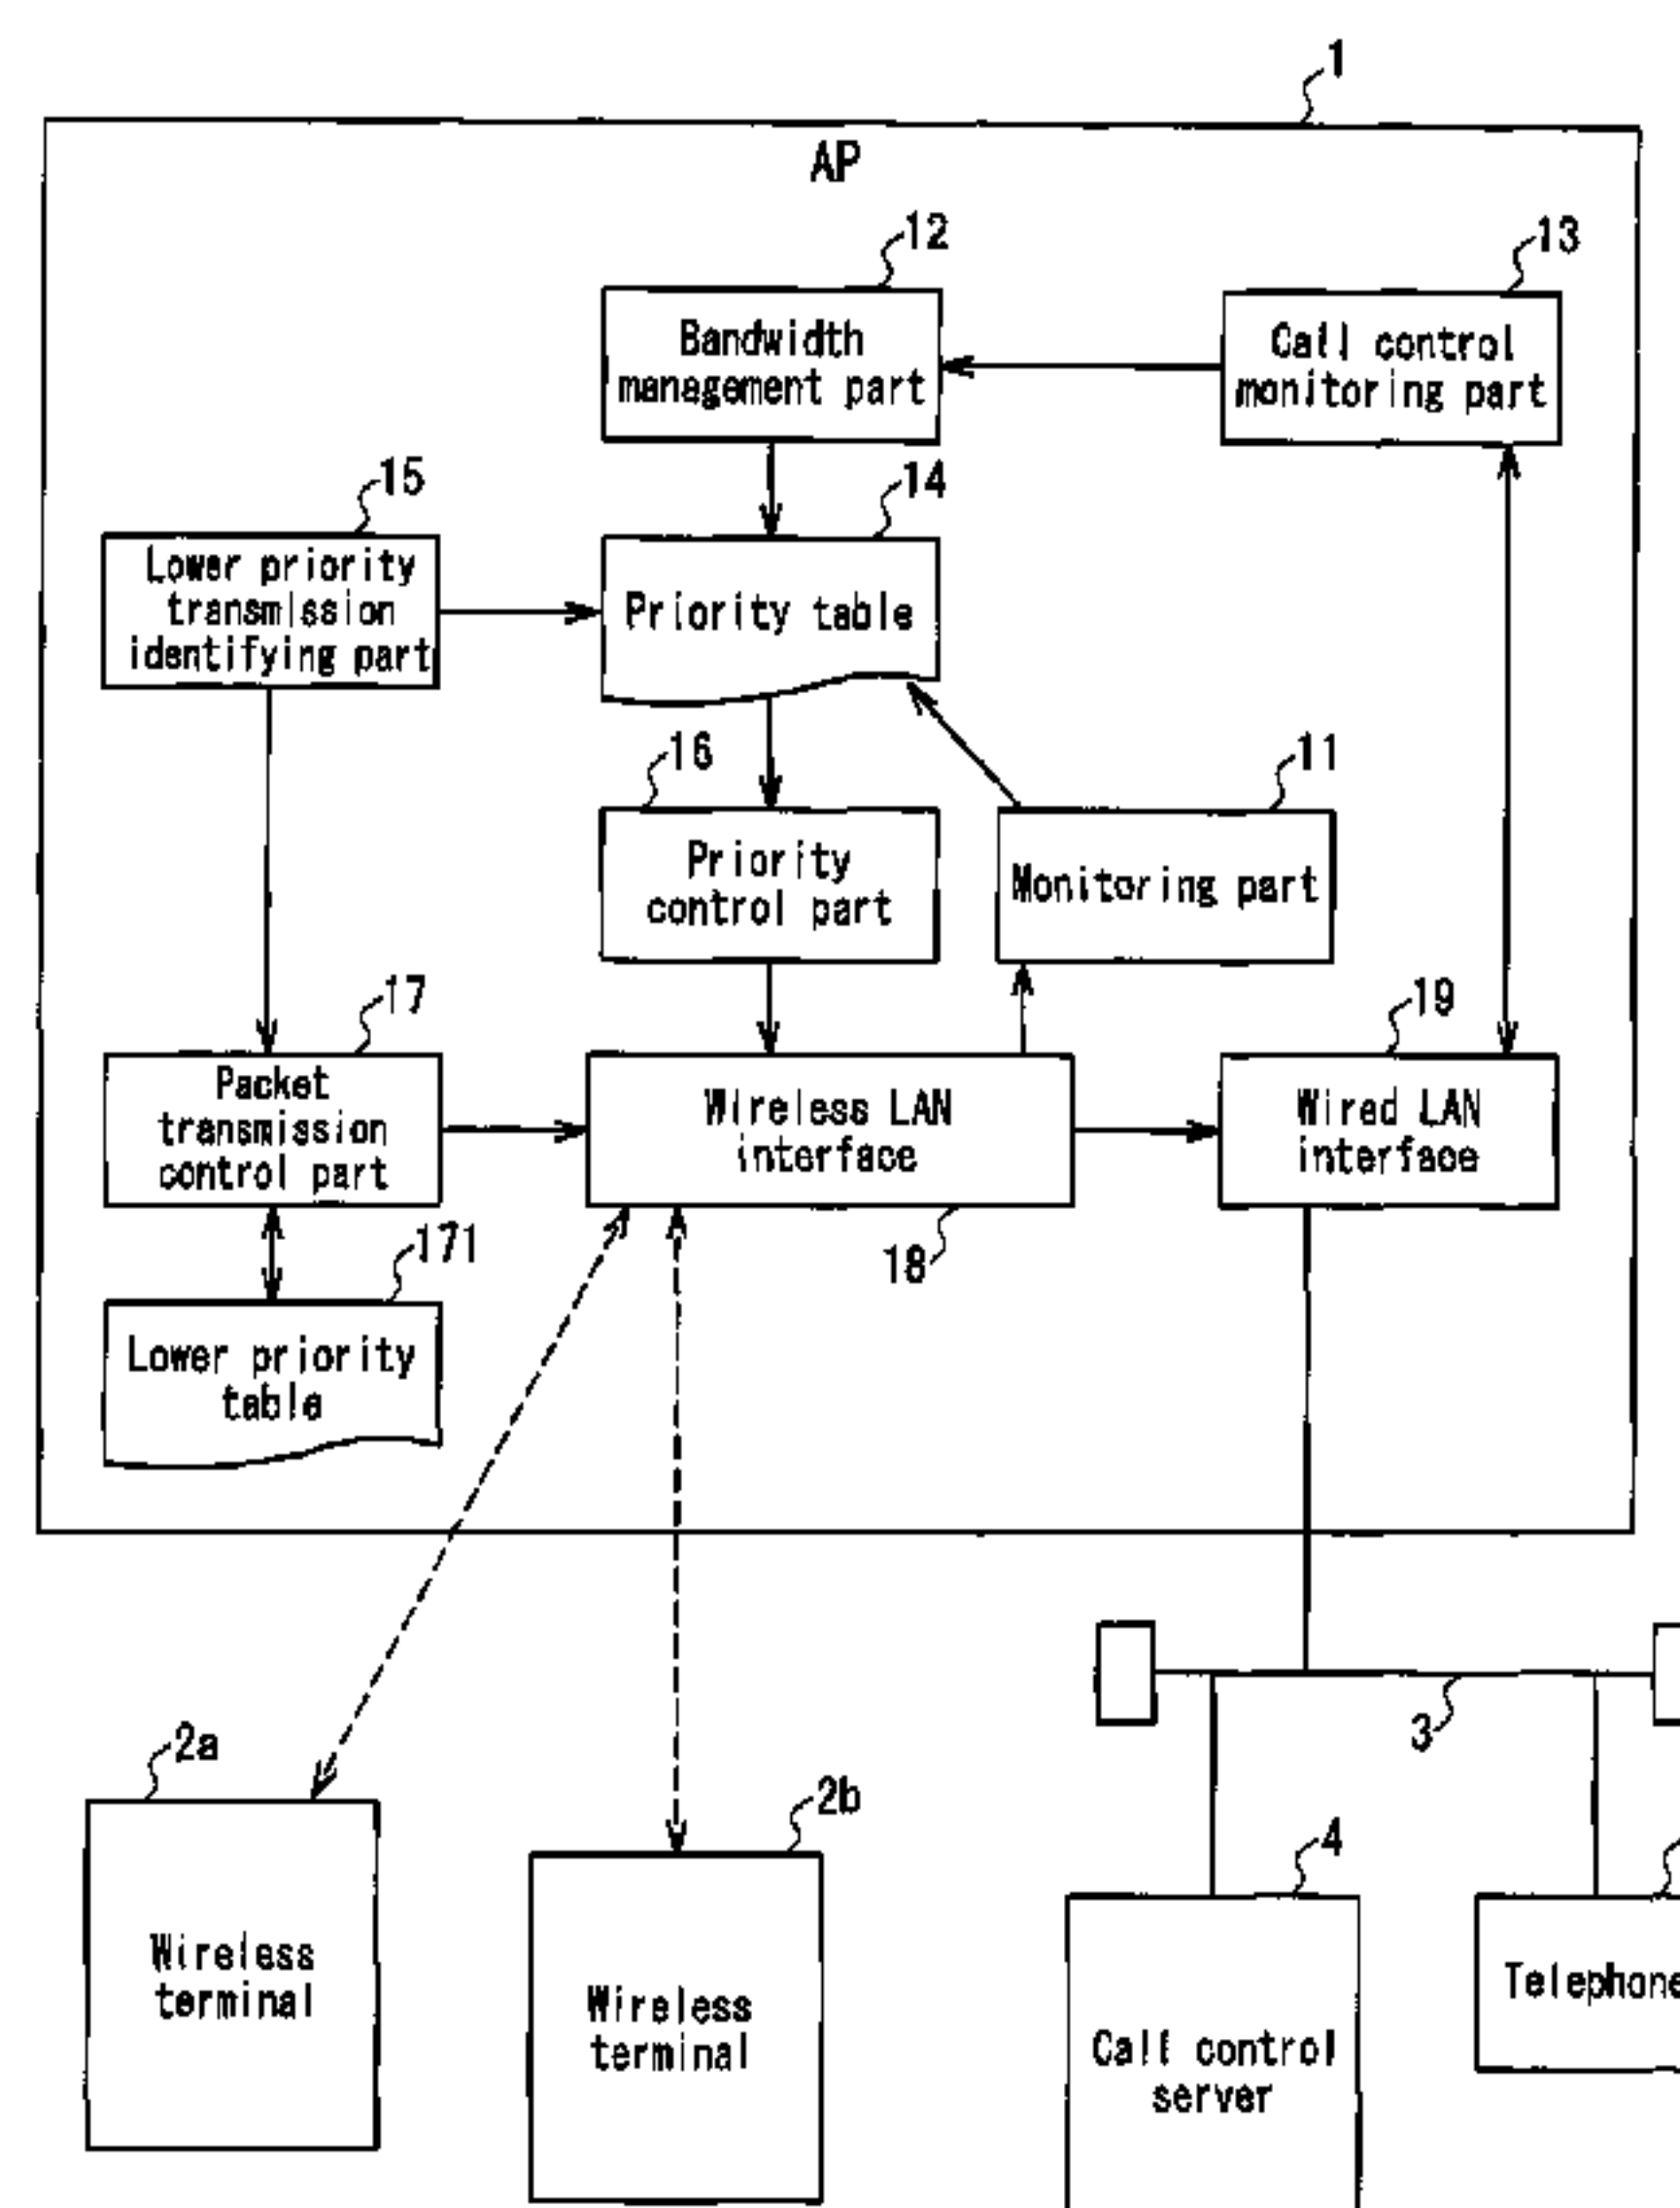 1
AP
12
13
Bandwidth
management part
Call control
monitoring part
15
14
Lower priority
transmission
identifying part
Priority table
16
11
Priority
control part
Monitoring part
17
19
Packet
transmission
control part
Wireless LAN
interface
Wired LAN
interface
171
18
Lower priority
table
3
2a
2b
4
Wireless
terminal
Wireless
terminal
Telephone
Call control
server